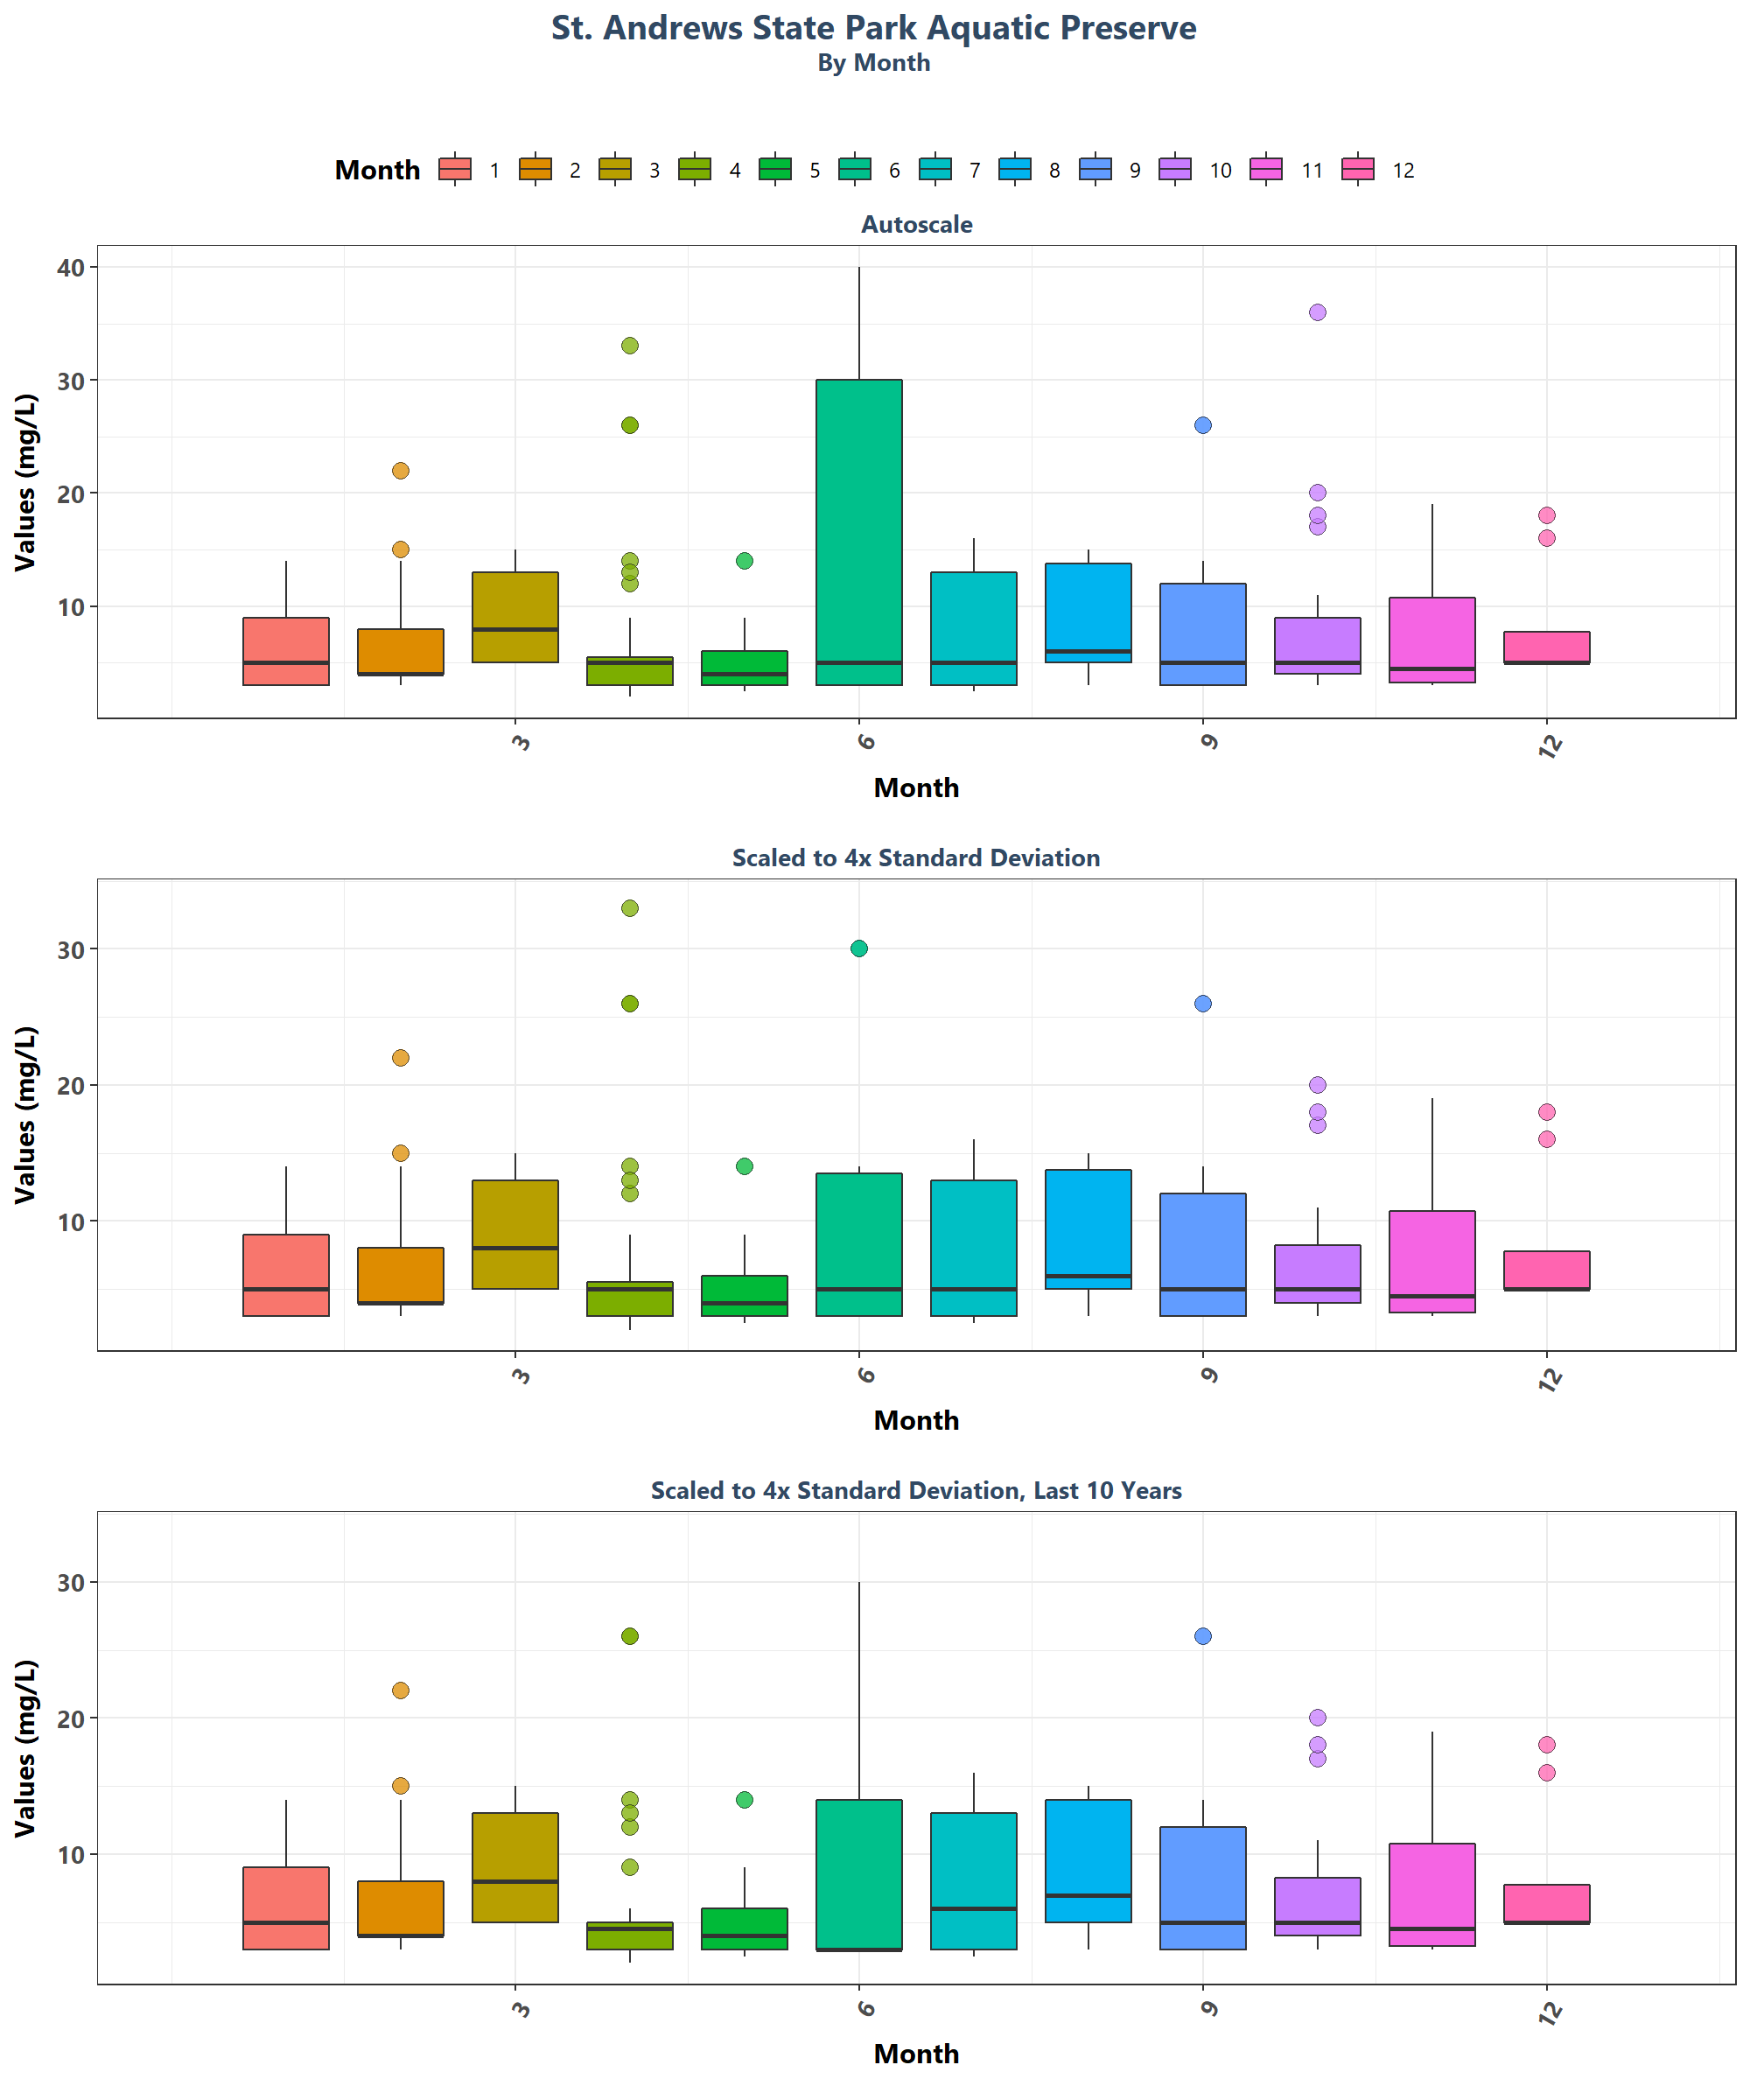 St. Andrews State Park Aquatic Preserve
By Month
Month 1 2 3 4 5 6 7 8 9 10 11 12
Autoscale
Values (mg/L)
40
30
20
10
3 6 9 12
Month
Scaled to 4x Standard Deviation
Values (mg/L)
30
20
10
3 6 9 12
Month
Scaled to 4x Standard Deviation, Last 10 Years
Values (mg/L)
30
20
10
3 6 9 12
Month